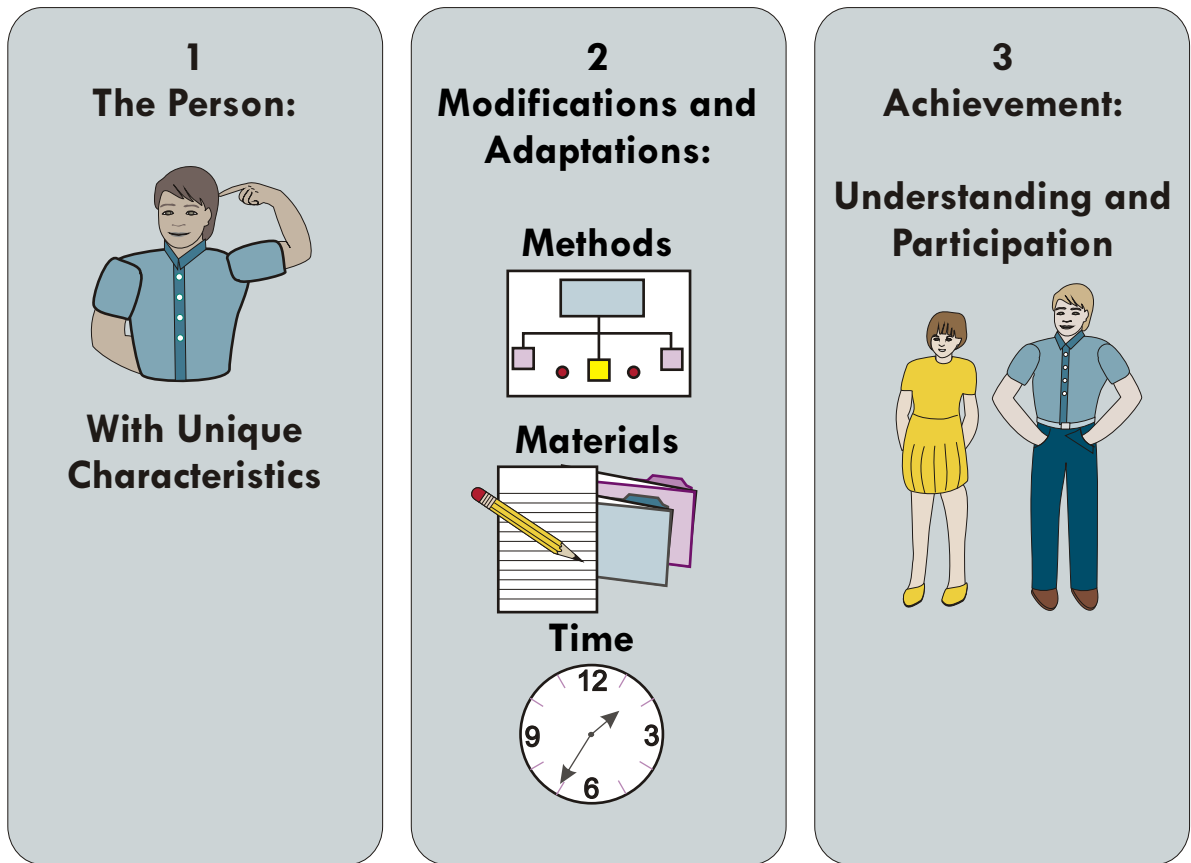 1
The Person:
With Unique
Characteristics
2
Modifications and
Adaptations:
Methods
Materials
Time
12
9
3
6
3
Achievement:
Understanding and
Participation